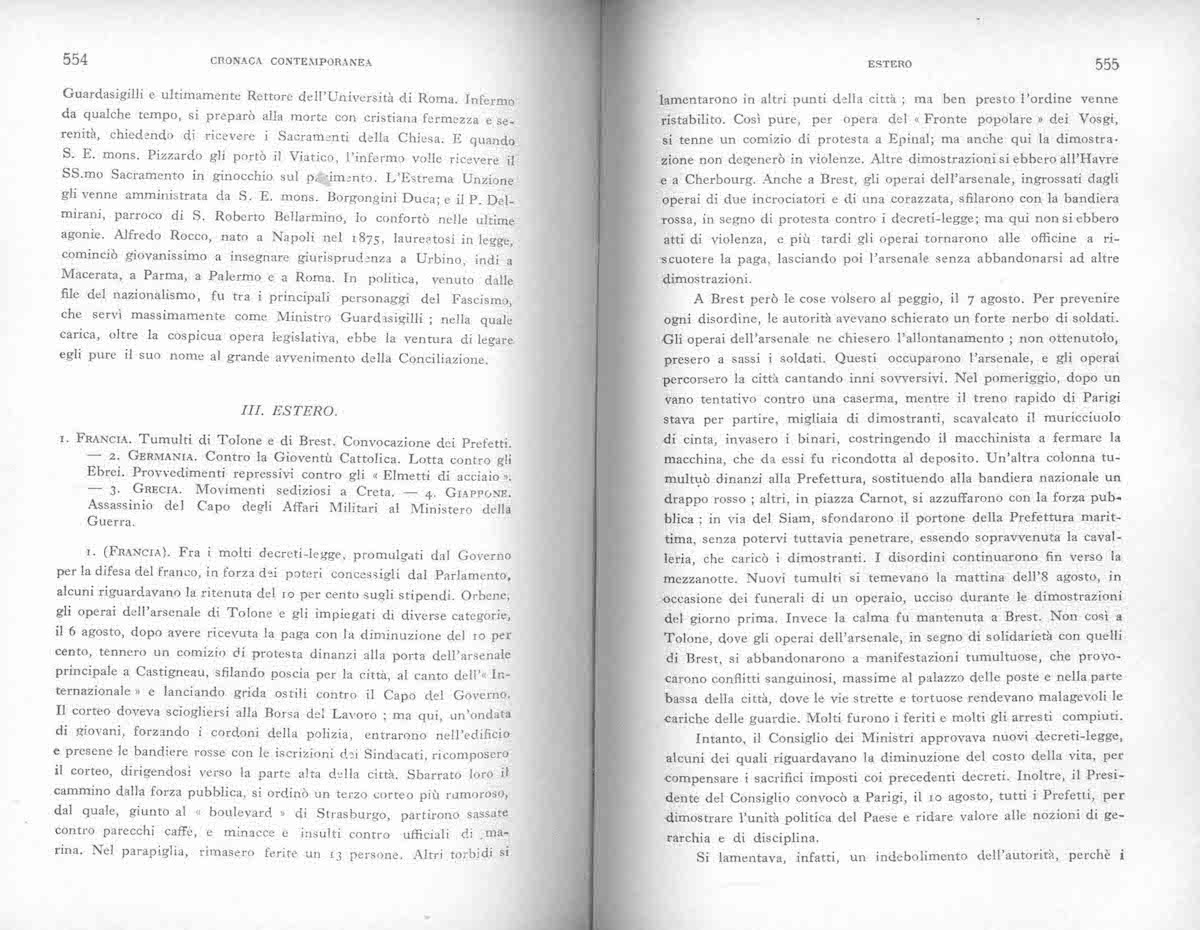 554
CRONACA CONTEMPORANEA
Guardasigilli e ultimamente Rettore dell'Università di Roma. Infermo
da qualche tempo, si preparò alla morte con cristiana fermezza e se-
renità, chiedendo di ricevere i Sacramenti della Chiesa. E quando
S. E. mons. Pizzardo gli portò il Viatico, l'infermo volle ricevere il
SS.mo Sacramento in ginocchio sul L'Estrema Unzione
gli venne amministrata da S. E. mons. Borgongini Duca; e il P. Del-
mirani, parroco di S. Roberto Bellarmino, lo confortò nelle ultime
agonie. Alfredo Rocco, nato a Napoli nel 1875, laureatosi in legge,
cominciò giovanissimo a insegnare giurisprudenza a Urbino, indi a
Macerata, a Parma, a Palermo e a Roma. In politica, venuto dalle
file del nazionalismo, fu tra i principali personaggi del Fascismo,
che servì massimamente come Ministro Guardasigilli ; nella quale
carica, oltre la cospicua opera legislativa, ebbe la ventura di legare
egli pure il suo nome al grande avvenimento della Conciliazione.
III. ESTERO.
1. FRANCIA. Tumulti di Tolone e di Brest. Convocazione dei Prefetti.
— 2. GERMANIA. Contro la Gioventù Cattolica. Lotta contro gli
Ebrei. Provvedimenti repressivi contro gli « Elmetti di acciaio ».
— 3. GRECIA. Movimenti sediziosi a Creta. — 4. GIAPPONE.
Assassinio del Capo degli Affari Militari al Ministero della
Guerra.
1. (FRANCIA). Fra i molti decreti-legge, promulgati dal Governo
per la difesa del franco, in forza dei poteri concessigli dal Parlamento,
alcuni riguardavano la ritenuta del 10 per cento sugli stipendi. Orbene,
gli operai dell'arsenale di Tolone e gli impiegati di diverse categorie,
il 6 agosto, dopo avere ricevuta la paga con la diminuzione del 10 per
cento, tennero un comizio di protesta dinanzi alla porta dell'arsenale
principale a Castigneau, sfilando poscia per la città, al canto dell'« In-
ternazionale » e lanciando grida ostili contro il Capo del Governo.
Il corteo doveva sciogliersi alla Borsa del Lavoro ; ma qui, un'ondata
di giovani, forzando i cordoni della polizia, entrarono nell'edificio
e presene le bandiere rosse con le iscrizioni dei Sindacati, ricomposero
il corteo, dirigendosi verso la parte alta della città. Sbarrato loro il
cammino dalla forza pubblica, si ordinò un terzo corteo più rumoroso,
dal quale, giunto al « boulevard » di Strasburgo, partirono sassate
contro parecchi caffé, e minacce e insulti contro ufficiali di ma-
rina. Nel parapiglia, rimasero ferite un 13 persone. Altri torbidi si
ESTERO
555
lamentarono in altri punti della città ; ma ben presto l'ordine venne
ristabilito. Così pure, per opera del « Fronte popolare » dei Vosgi,
si tenne un comizio di protesta a Epinal; ma anche qui la dimostra-
zione non degenerò in violenze. Altre dimostrazioni si ebbero all'Havre
e a Cherbourg. Anche a Brest, gli operai dell'arsenale, ingrossati dagli
operai di due incrociatori e di una corazzata, sfilarono con la bandiera
rossa, in segno di protesta contro i decreti-legge; ma qui non si ebbero
atti di violenza, e più tardi gli operai tornarono alle officine a ri-
scuotere la paga, lasciando poi l'arsenale senza abbandonarsi ad altre
dimostrazioni.
A Brest però le cose volsero al peggio, il 7 agosto. Per prevenire
ogni disordine, le autorità avevano schierato un forte nerbo di soldati.
Gli operai dell'arsenale ne chiesero l'allontanamento ; non ottenutolo,
presero a sassi i soldati. Questi occuparono l'arsenale, e gli operai
percorsero la città cantando inni sovversivi. Nel pomeriggio, dopo un
vano tentativo contro una caserma, mentre il treno rapido di Parigi
stava per partire, migliaia di dimostranti, scavalcato il muricciuolo
di cinta, invasero i binari, costringendo il macchinista a fermare la
macchina, che da essi fu ricondotta al deposito. Un'altra colonna tu-
multuò dinanzi alla Prefettura, sostituendo alla bandiera nazionale un
drappo rosso ; altri, in piazza Carnot, si azzuffarono con la forza pub-
blica ; in via del Siam, sfondarono il portone della Prefettura marit-
tima, senza potervi tuttavia penetrare, essendo sopravvenuta la caval-
leria, che caricò i dimostranti. I disordini continuarono fin verso la
mezzanotte. Nuovi tumulti si temevano la mattina dell'8 agosto, in
occasione dei funerali di un operaio, ucciso durante le dimostrazioni
del giorno prima. Invece la calma fu mantenuta a Brest. Non così a
Tolone, dove gli operai dell'arsenale, in segno di solidarietà con quelli
di Brest, si abbandonarono a manifestazioni tumultuose, che provo-
carono conflitti sanguinosi, massime al palazzo delle poste e nella parte
bassa della città, dove le vie strette e tortuose rendevano malagevoli le
cariche delle guardie. Molti furono i feriti e molti gli arresti compiuti.
Intanto, il Consiglio dei Ministri approvava nuovi decreti-legge,
alcuni dei quali riguardavano la diminuzione del costo della vita, per
compensare i sacrifici imposti coi precedenti decreti. Inoltre, il Presi-
dente del Consiglio convocò a Parigi, il 10 agosto, tutti i Prefetti, per
dimostrare l'unità politica del Paese e ridare valore alle nozioni di ge-
rarchia e di disciplina.
Si lamentava, infatti, un indebolimento dell'autorità, perchè i